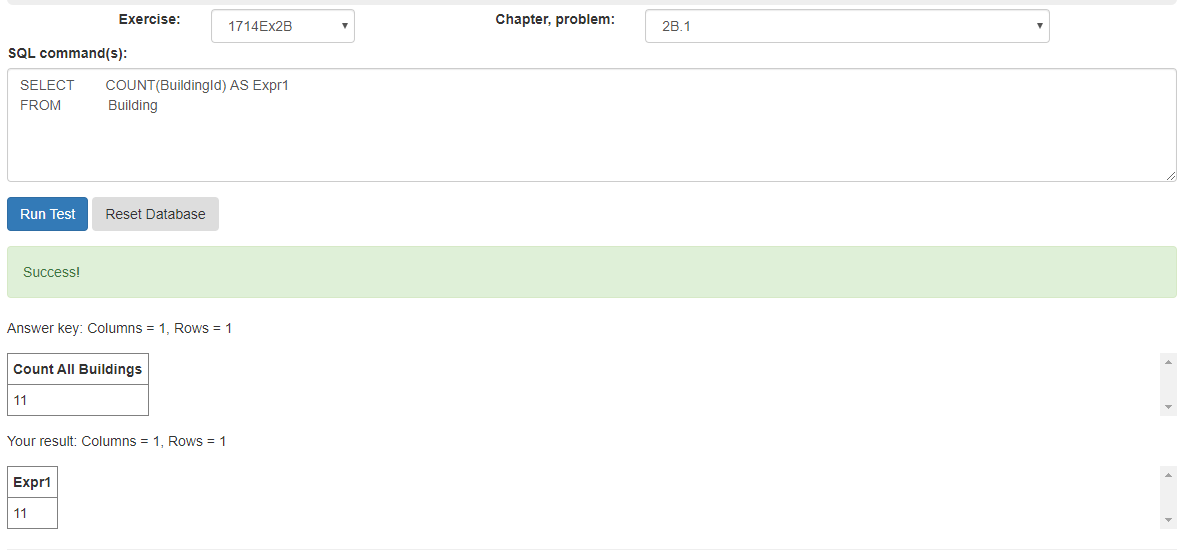 Exercise: 1714Ex2B Chapter, problem: 2B.1
SQL command(s):
SELECT COUNT(BuildingId) AS Expr1
FROM Building
Run Test Reset Database
Success!
Answer key: Columns = 1, Rows = 1
Count All Buildings
11
Your result: Columns = 1, Rows = 1
Expr1
11